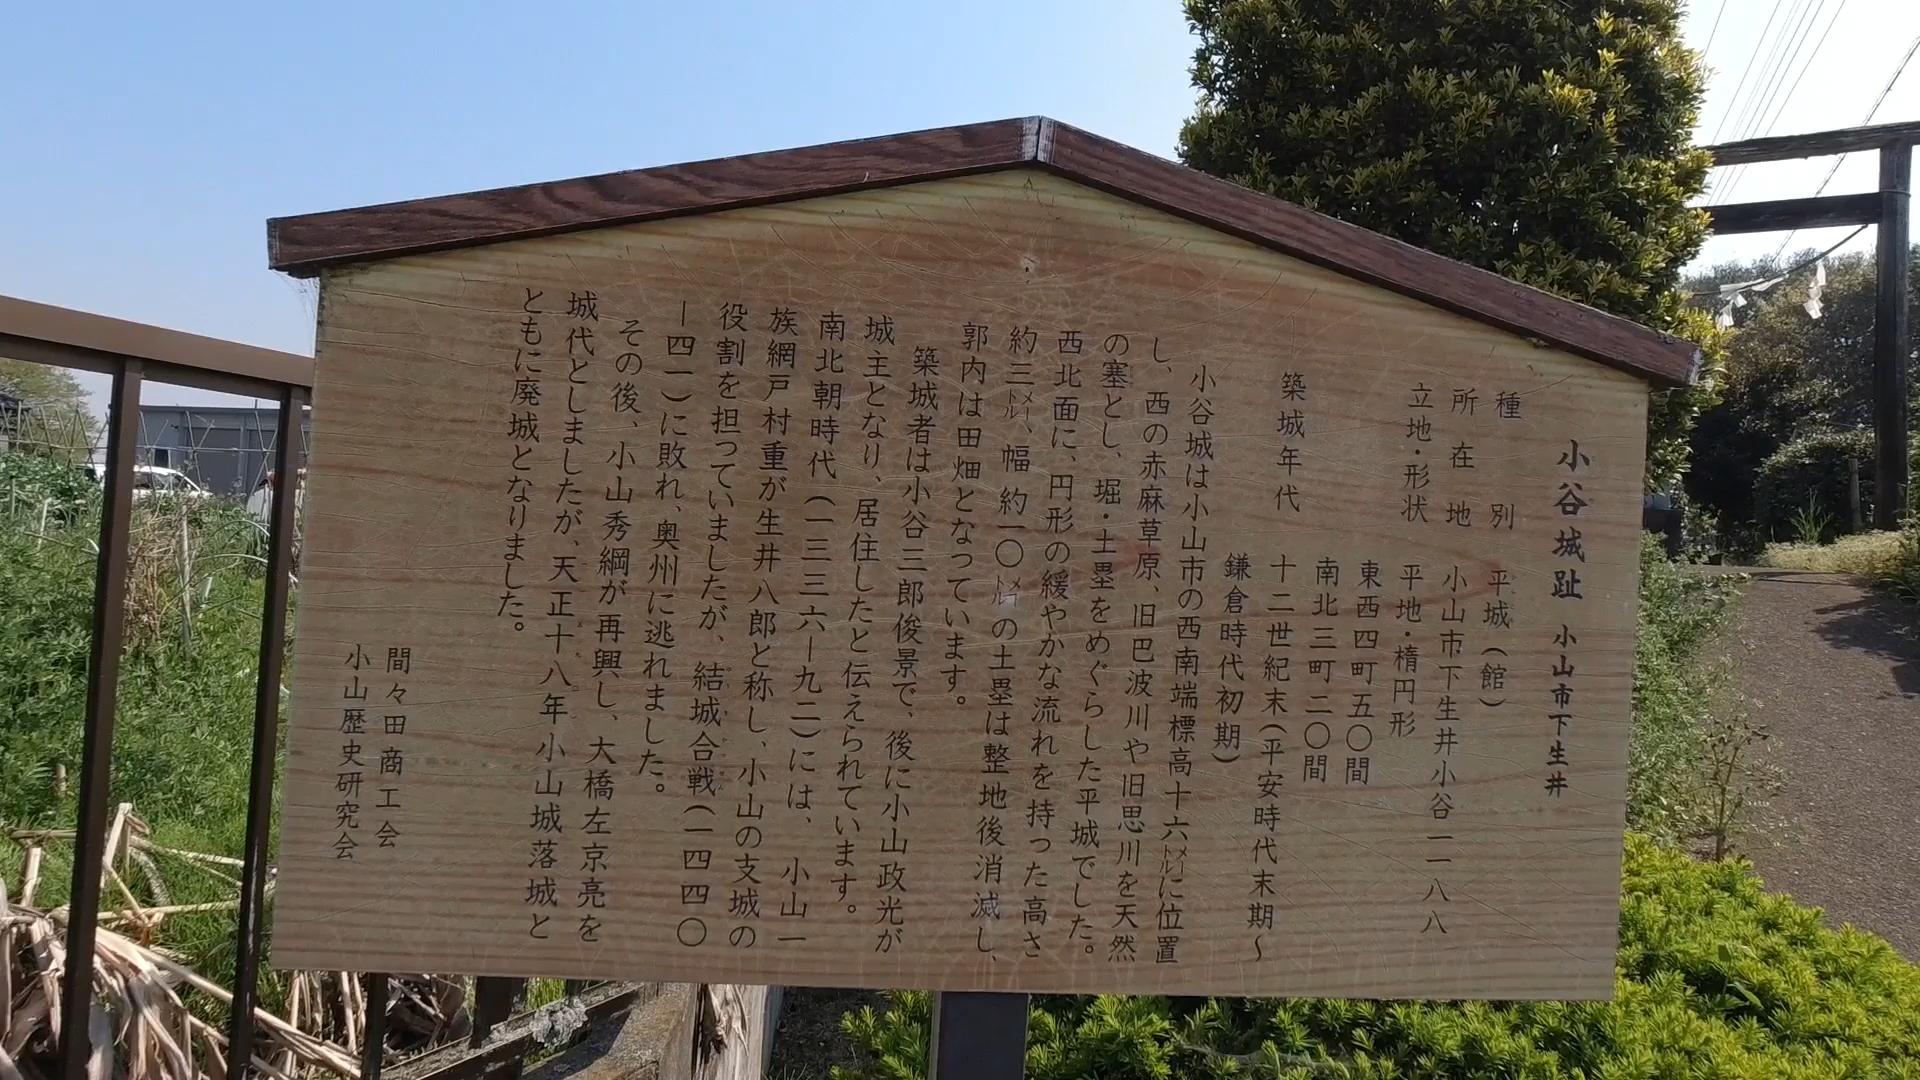 小谷城趾 小山市下生井
種別 平城（館）
所在地 小山市下生井小谷一一八八
立地・形状 平地・楕円形
東西四町五〇間
南北三町二〇間
築城年代 十二世紀末（平安時代末期～
鎌倉時代初期）
小谷城は小山市の西南端標高十六メートルに位置
し、西の赤麻草原、旧巴波川や旧思川を天然
の塞とし、堀・土塁をめぐらした平城でした。
西北面に、円形の緩やかな流れを持った高さ
約三メートル、幅 約一〇メートルの土塁は整地後消滅し、
郭内は田畑となっています。
築城者は小谷三郎俊景で、後に小山政光が
城主となり、居住したと伝えられています。
南北朝時代（一三三六ー九二）には、小山一
族網戸村重が生井八郎と称し、小山の支城の
役割を担っていましたが、結城合戦（一四四〇
ー四一）に敗れ、奥州に逃れました。
その後、小山秀綱が再興し、大橋左京亮を
城代としましたが、天正十八年小山城落城と
ともに廃城となりました。
間々田商工会
小山歴史研究会